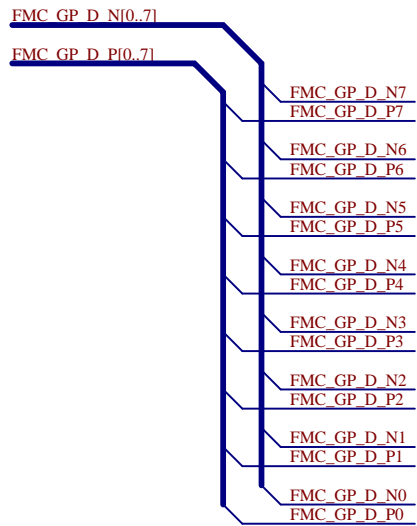 FMC_GP_D_N[0..7]
FMC_GP_D_P[0..7]
FMC_GP_D_N7
FMC_GP_D_P7
FMC_GP_D_N6
FMC_GP_D_P6
FMC_GP_D_N5
FMC_GP_D_P5
FMC_GP_D_N4
FMC_GP_D_P4
FMC_GP_D_N3
FMC_GP_D_P3
FMC_GP_D_N2
FMC_GP_D_P2
FMC_GP_D_N1
FMC_GP_D_P1
FMC_GP_D_N0
FMC_GP_D_P0